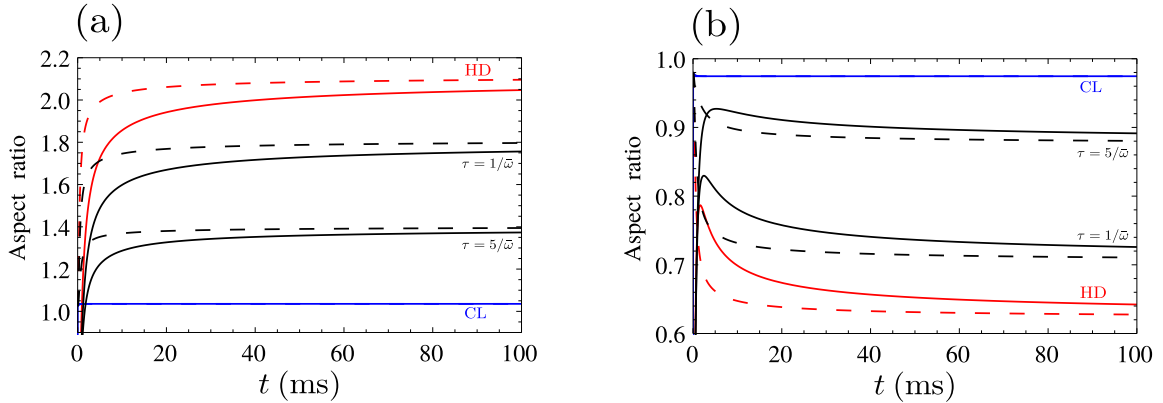 (a)
2.2
2.0
1.8
1.6
1.4
1.2
1.0
Aspect ratio
HD
τ = 1/ω̄
τ = 5/ω̄
CL
0 20 40 60 80 100
t (ms)
(b)
1.0
0.9
0.8
0.7
0.6
Aspect ratio
CL
τ = 5/ω̄
τ = 1/ω̄
HD
0 20 40 60 80 100
t (ms)